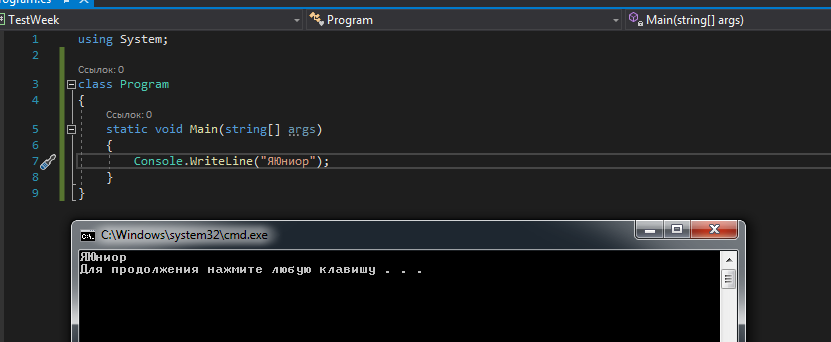 Program.cs
TestWeek Program Main(string[] args)
1 using System;
2
Ссылок: 0
3 class Program
4 {
Ссылок: 0
5 static void Main(string[] args)
6 {
7 Console.WriteLine("ЯЮниор");
8 }
9 }
C:\Windows\system32\cmd.exe
ЯЮниор
Для продолжения нажмите любую клавишу . . .